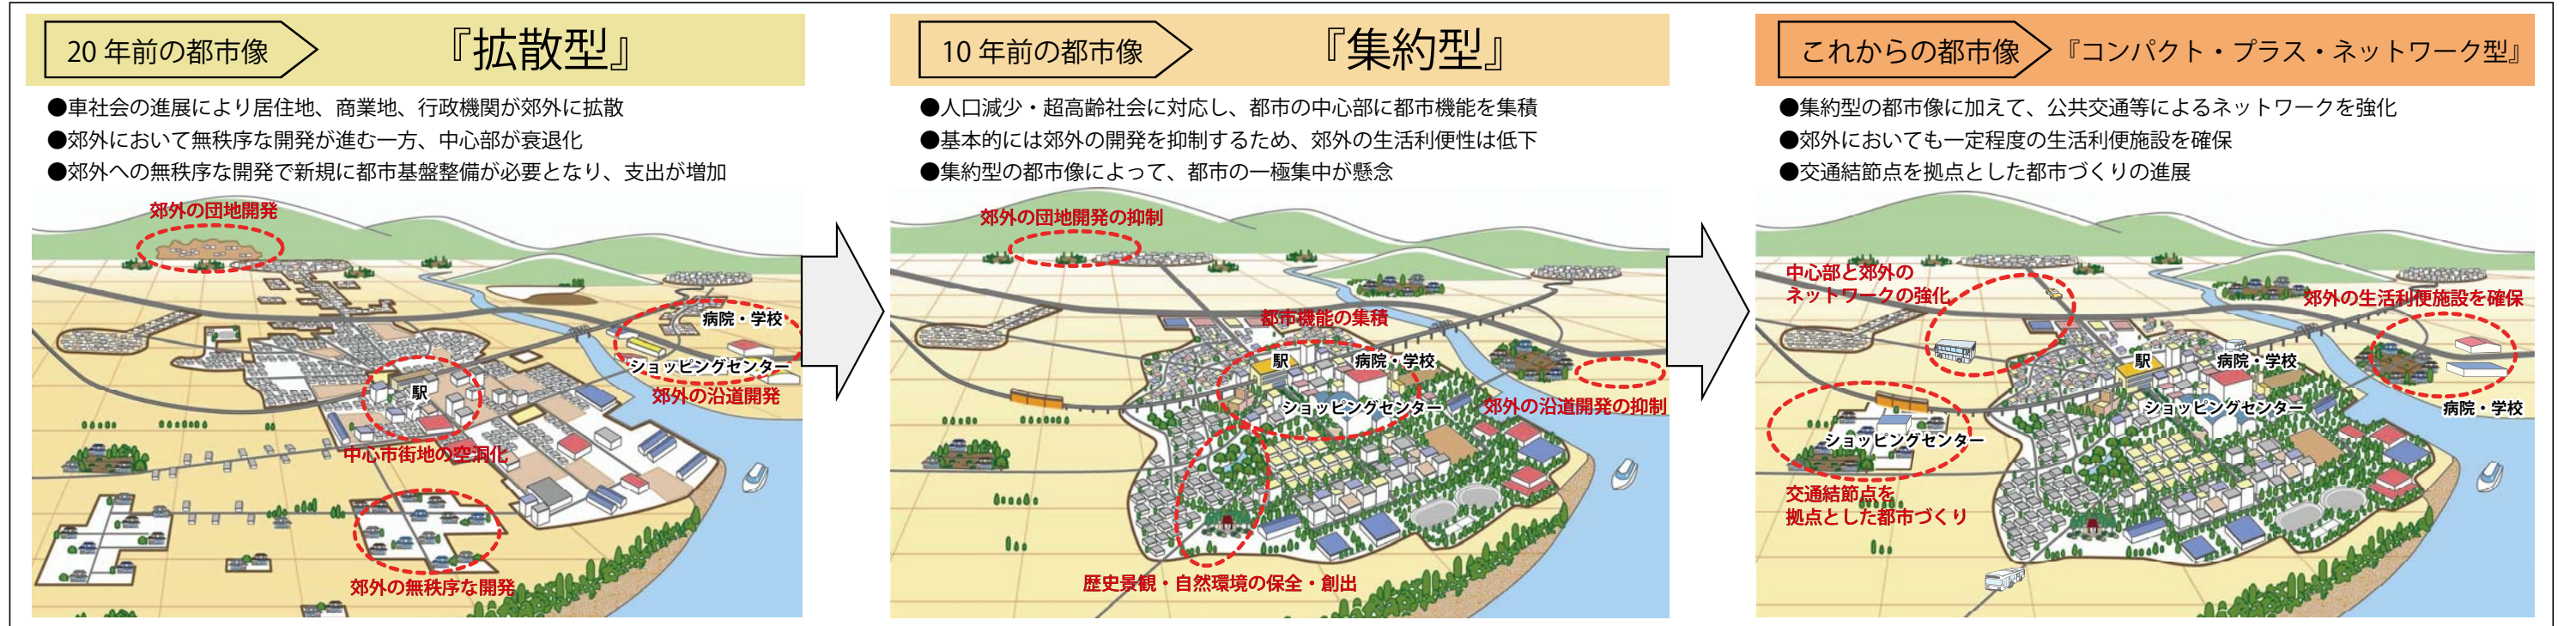 20年前の都市像
『拡散型』
●車社会の進展により居住地、商業地、行政機関が郊外に拡散
●郊外において無秩序な開発が進む一方、中心部が衰退化
●郊外への無秩序な開発で新規に都市基盤整備が必要となり、支出が増加
郊外の団地開発
病院・学校
ショッピングセンター
郊外の沿道開発
駅
中心市街地の空洞化
郊外の無秩序な開発
10年前の都市像
『集約型』
●人口減少・超高齢社会に対応し、都市の中心部に都市機能を集積
●基本的には郊外の開発を抑制するため、郊外の生活利便性は低下
●集約型の都市像によって、都市の一極集中が懸念
郊外の団地開発の抑制
都市機能の集積
駅
病院・学校
ショッピングセンター
郊外の沿道開発の抑制
歴史景観・自然環境の保全・創出
これからの都市像
『コンパクト・プラス・ネットワーク型』
●集約型の都市像に加えて、公共交通等によるネットワークを強化
●郊外においても一定程度の生活利便施設を確保
●交通結節点を拠点とした都市づくりの進展
中心部と郊外の
ネットワークの強化
郊外の生活利便施設を確保
駅
病院・学校
ショッピングセンター
病院・学校
ショッピングセンター
交通結節点を
拠点とした都市づくり